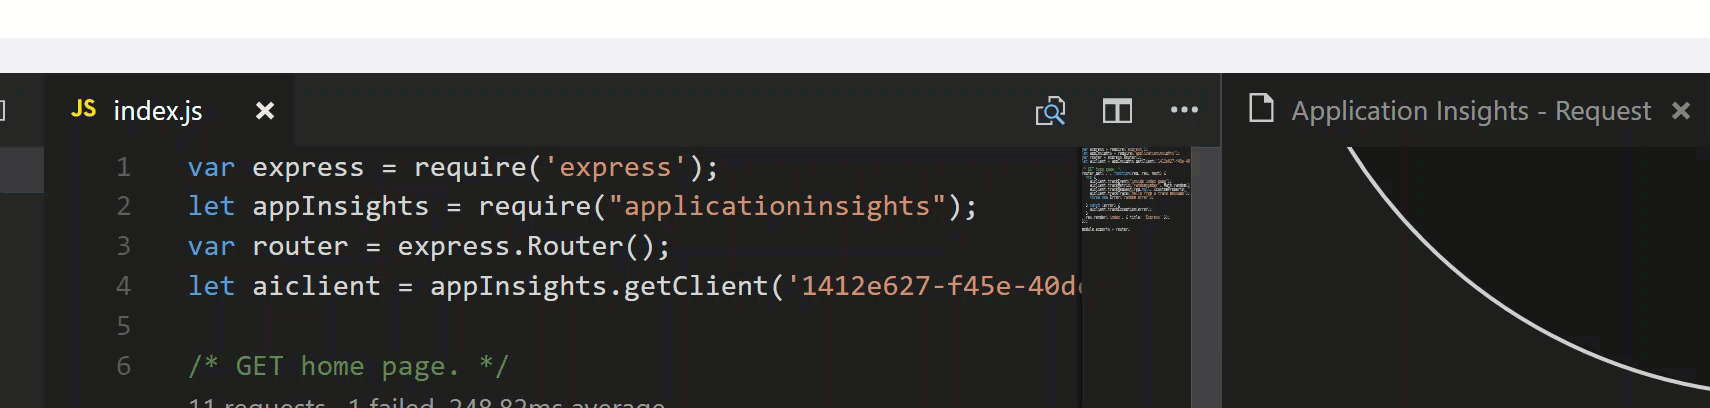 JS index.js
Application Insights - Request
1 var express = require('express');
2 let appInsights = require("applicationinsights");
3 var router = express.Router();
4 let aiclient = appInsights.getClient('1412e627-f45e-40d
5
6 /* GET home page. */
11 requests, 1 failed, 248.82ms average